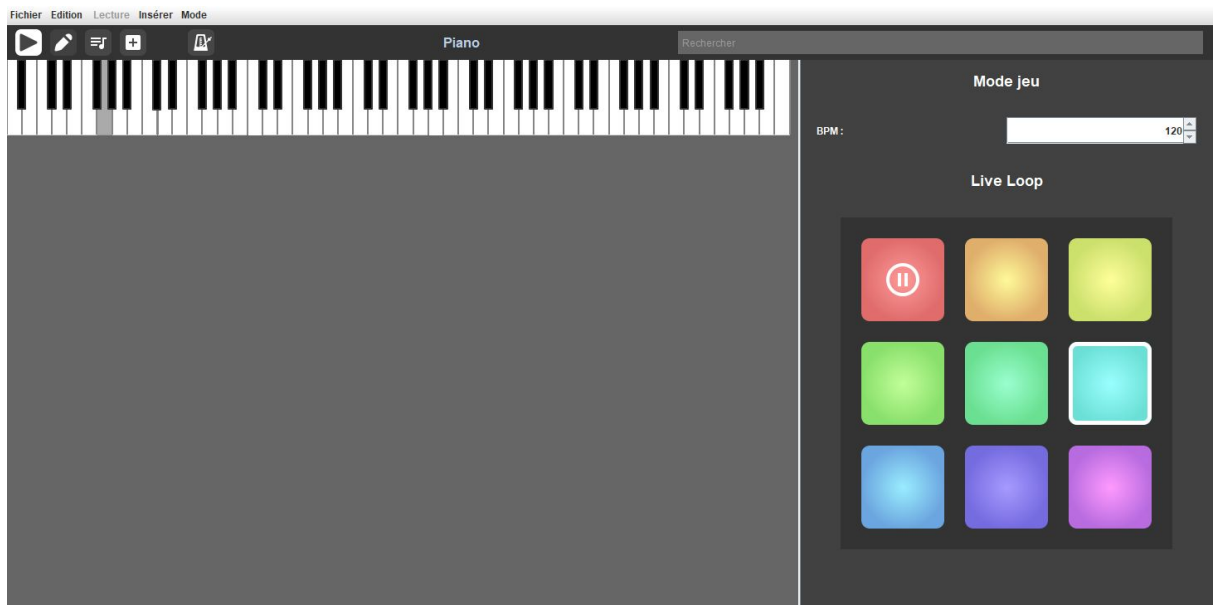 Fichier Edition Lecture Insérer Mode
Piano
Rechercher
Mode jeu
BPM :
120
Live Loop